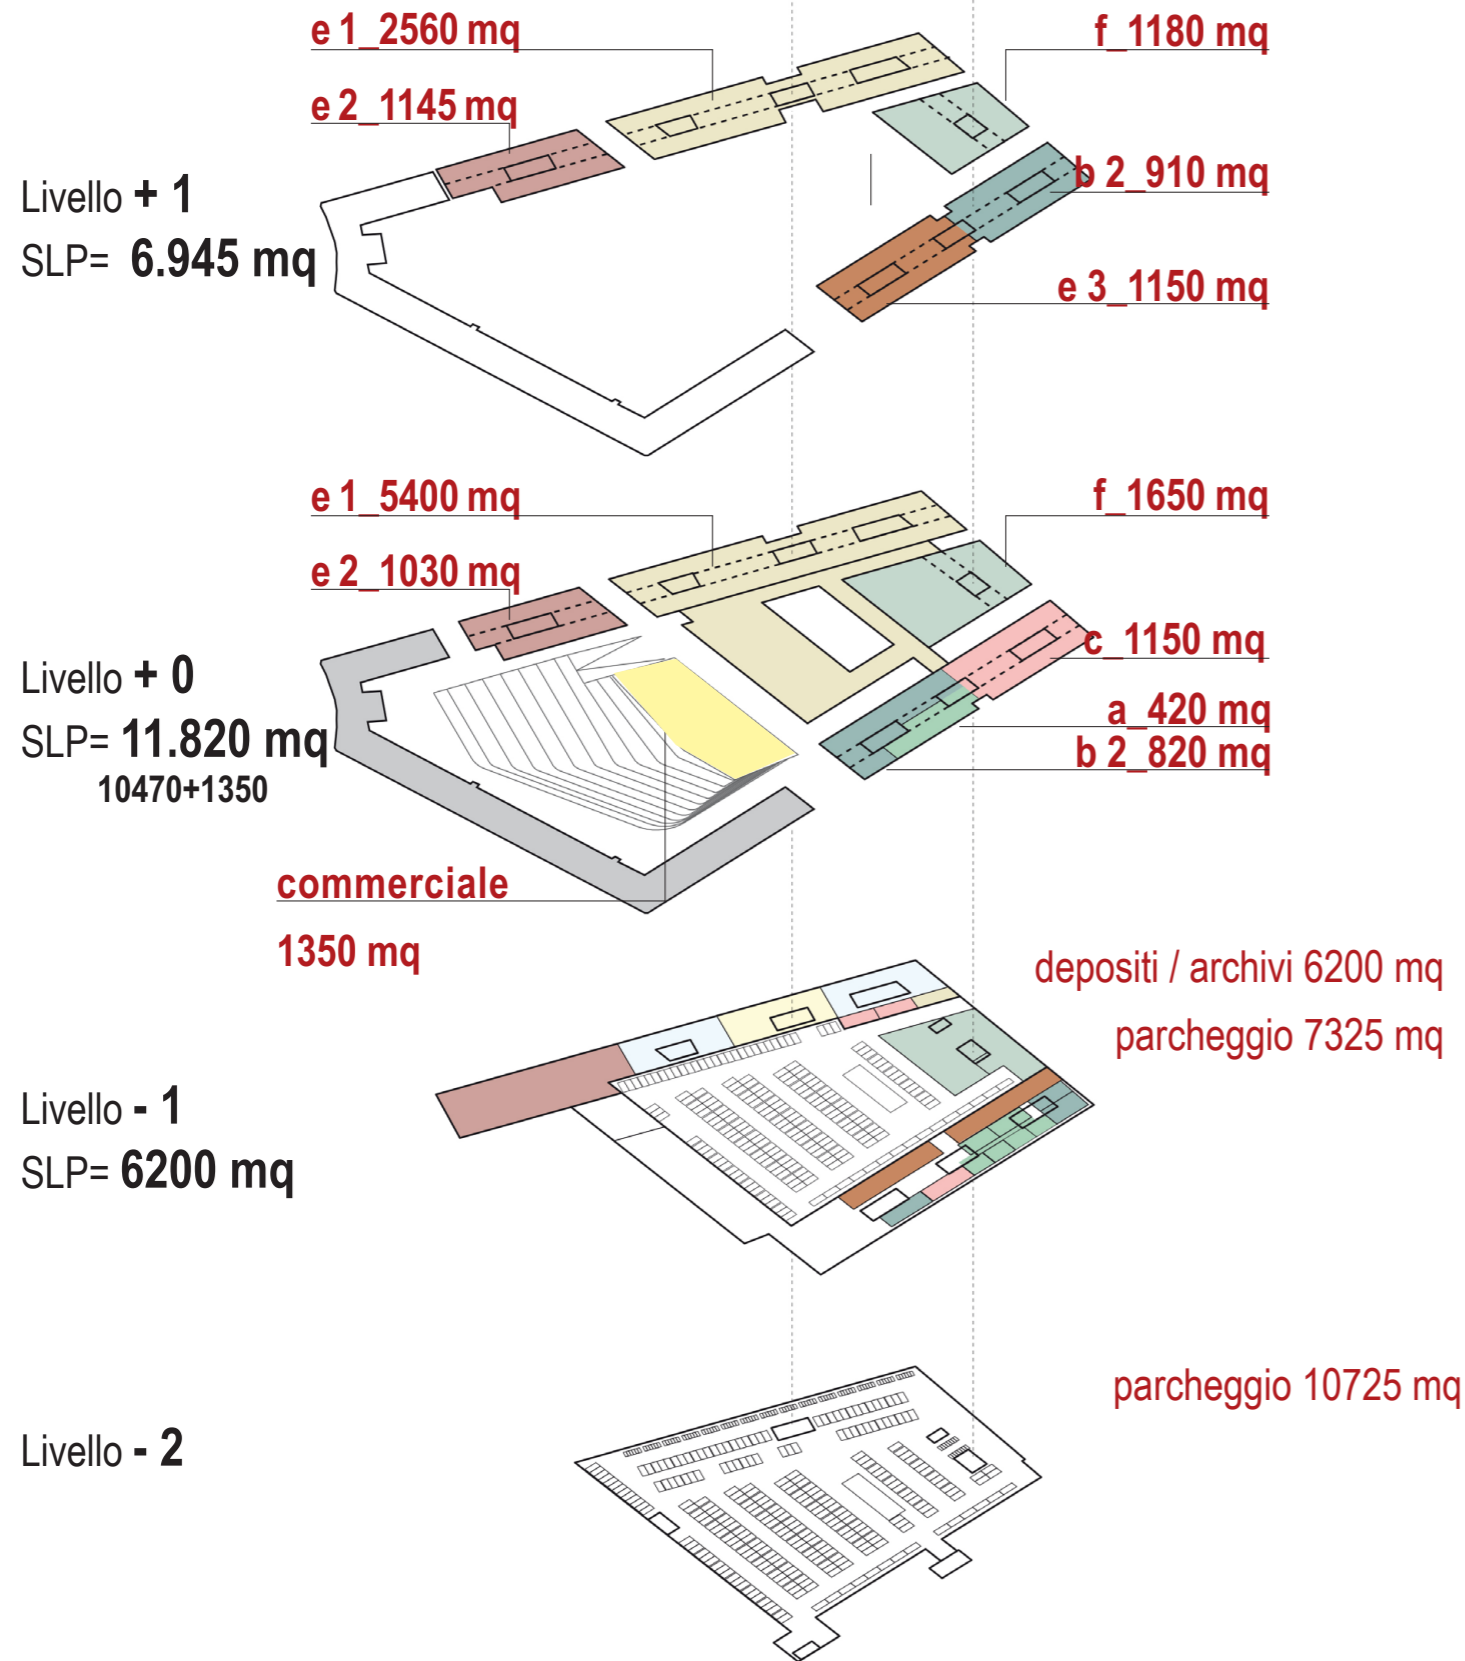 e 1_2560 mq
f_1180 mq
e 2_1145 mq
b 2_910 mq
Livello + 1
SLP= 6.945 mq
e 3_1150 mq
e 1_5400 mq
f_1650 mq
e 2_1030 mq
c_1150 mq
Livello + 0
a_420 mq
SLP= 11.820 mq
b 2_820 mq
10470+1350
commerciale
1350 mq
depositi / archivi 6200 mq
parcheggio 7325 mq
Livello - 1
SLP= 6200 mq
parcheggio 10725 mq
Livello - 2